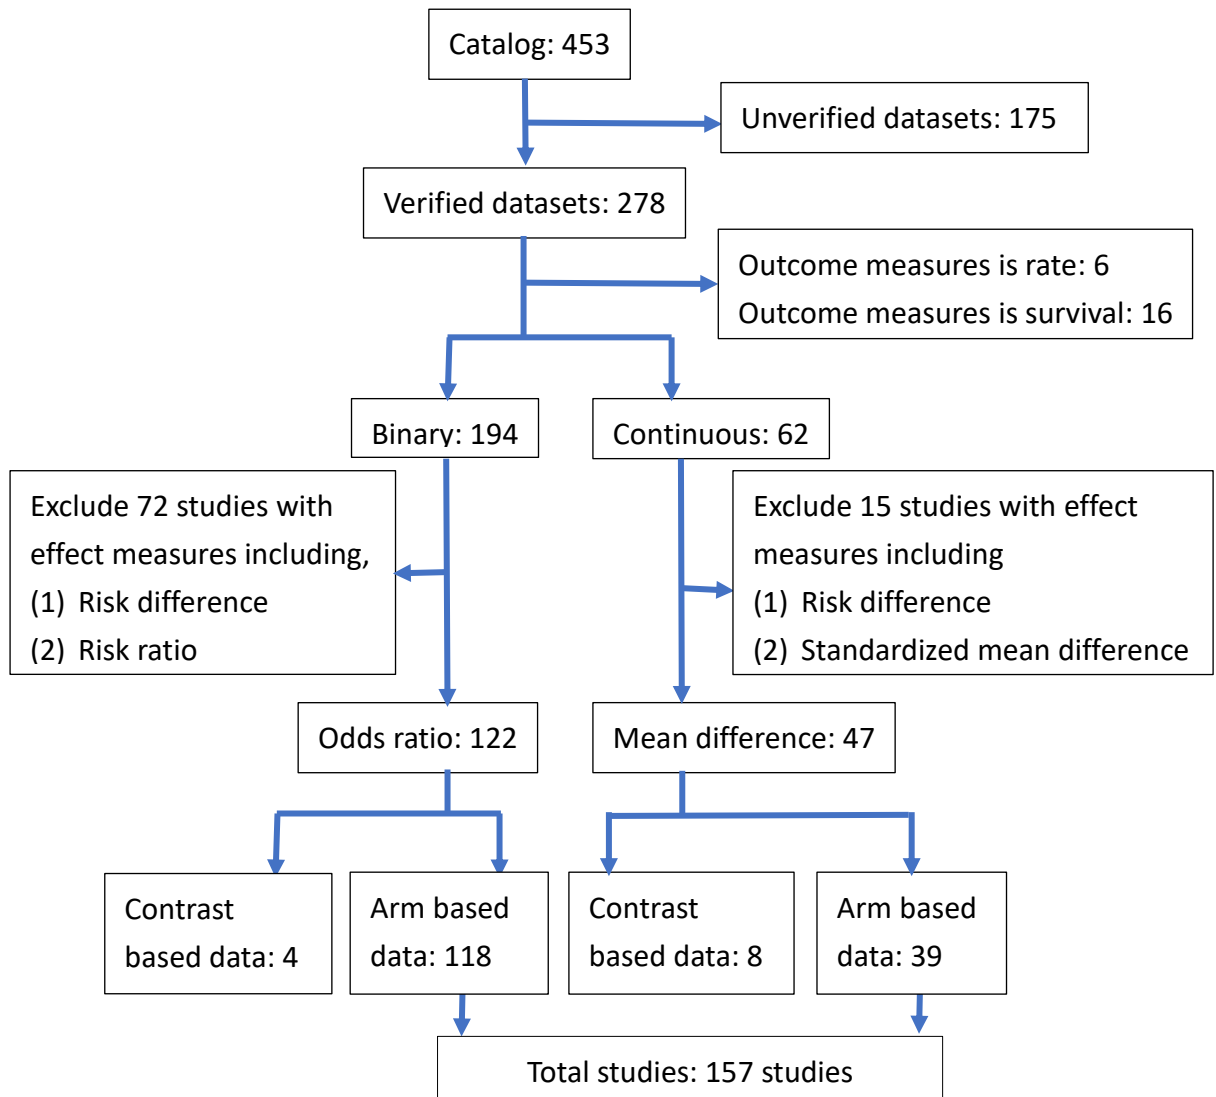 Catalog: 453
Unverified datasets: 175
Verified datasets: 278
Outcome measures is rate: 6
Outcome measures is survival: 16
Binary: 194
Continuous: 62
Exclude 72 studies with
effect measures including,
(1) Risk difference
(2) Risk ratio
Exclude 15 studies with effect
measures including
(1) Risk difference
(2) Standardized mean difference
Odds ratio: 122
Mean difference: 47
Contrast
based data: 4
Arm based
data: 118
Contrast
based data: 8
Arm based
data: 39
Total studies: 157 studies